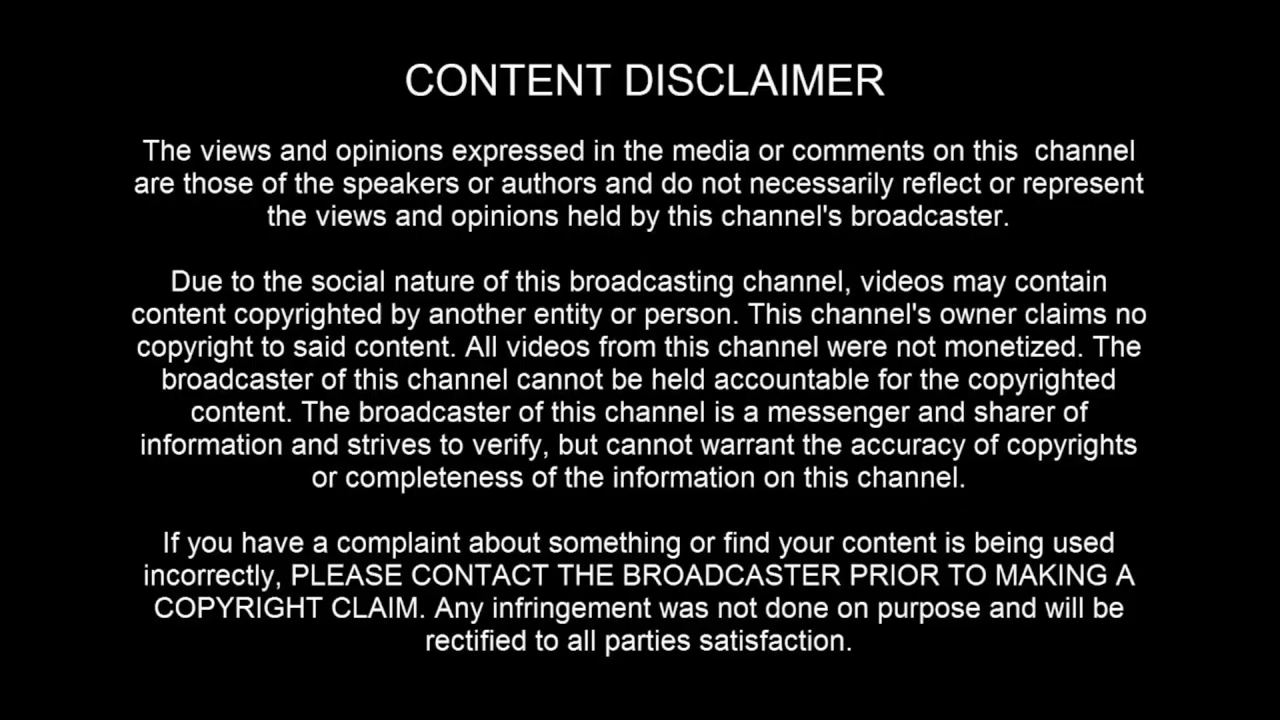 CONTENT DISCLAIMER
The views and opinions expressed in the media or comments on this  channel
are those of the speakers or authors and do not necessarily reflect or represent
the views and opinions held by this channel's broadcaster.
Due to the social nature of this broadcasting channel, videos may contain
content copyrighted by another entity or person. This channel's owner claims no
copyright to said content. All videos from this channel were not monetized. The
broadcaster of this channel cannot be held accountable for the copyrighted
content. The broadcaster of this channel is a messenger and sharer of
information and strives to verify, but cannot warrant the accuracy of copyrights
or completeness of the information on this channel.
If you have a complaint about something or find your content is being used
incorrectly, PLEASE CONTACT THE BROADCASTER PRIOR TO MAKING A
COPYRIGHT CLAIM. Any infringement was not done on purpose and will be
rectified to all parties satisfaction.